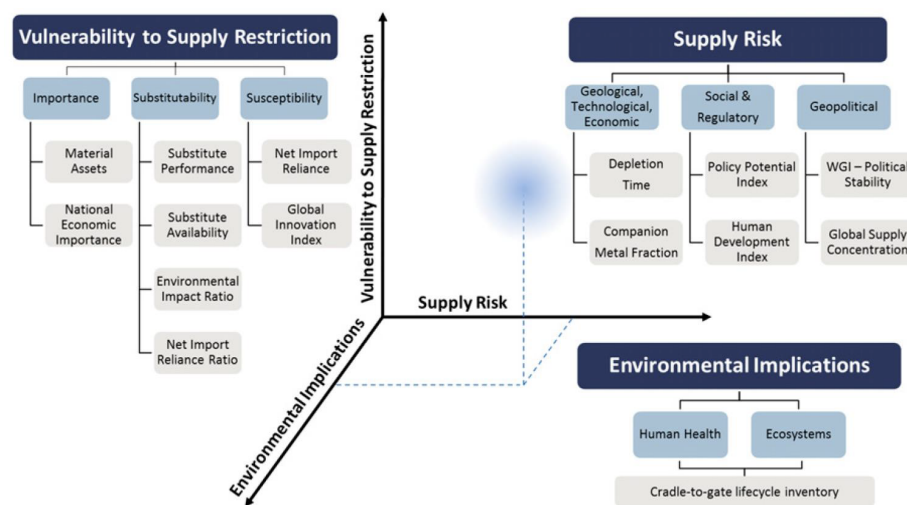 Vulnerability to Supply Restriction
Importance
Substitutability
Susceptibility
Material
Assets
National
Economic
Importance
Substitute
Performance
Substitute
Availability
Environmental
Impact Ratio
Net Import
Reliance Ratio
Net Import
Reliance
Global
Innovation
Index
Vulnerability to Supply Restriction
Supply Risk
Environmental Implications
Supply Risk
Geological,
Technological,
Economic
Social &
Regulatory
Geopolitical
Depletion
Time
Companion
Metal Fraction
Policy Potential
Index
Human
Development
Index
WGI – Political
Stability
Global Supply
Concentration
Environmental Implications
Human Health
Ecosystems
Cradle-to-gate lifecycle inventory